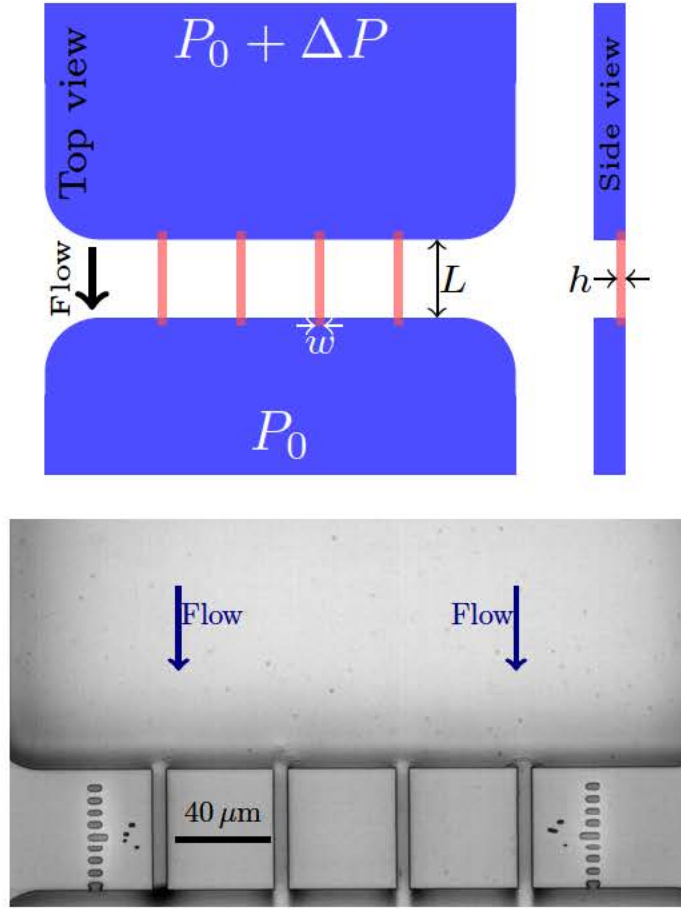 P₀ + ΔP
Top view
Side view
Flow
L
h
w
P₀
Flow
Flow
40 μm